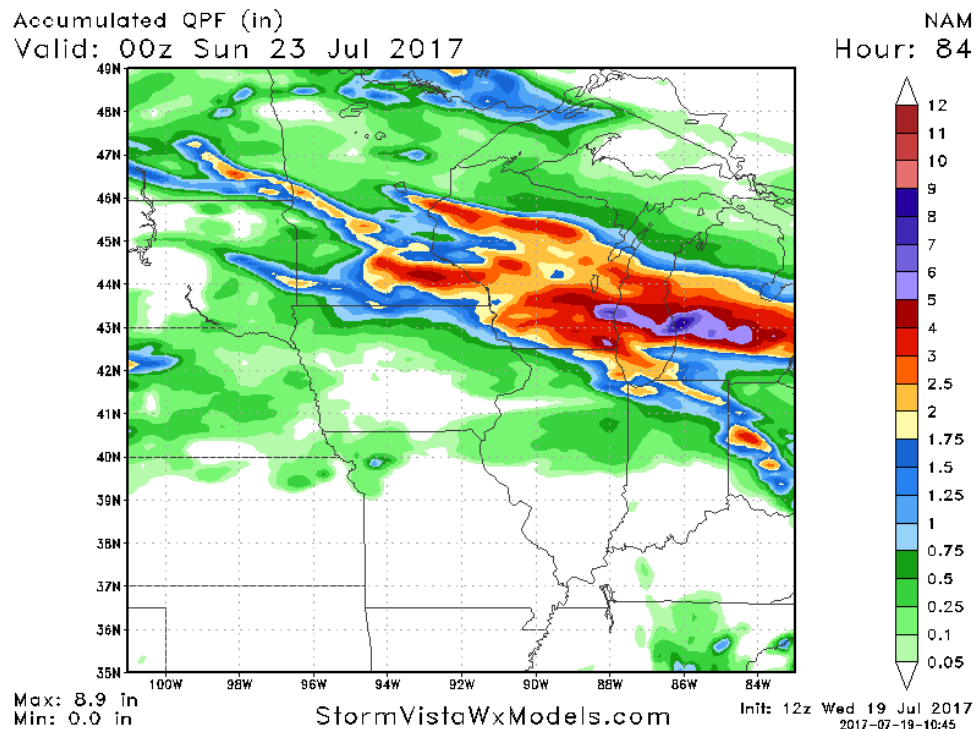 Accumulated QPF (in)
NAM
Valid: 00z Sun 23 Jul 2017
Hour: 84
49N
48N
47N
46N
45N
44N
43N
42N
41N
40N
39N
38N
37N
36N
35N
100W 98W 96W 94W 92W 90W 88W 86W 84W
12
11
10
9
8
7
6
5
4
3
2.5
2
1.75
1.5
1.25
1
0.75
0.5
0.25
0.1
0.05
Max: 8.9 in
Min: 0.0 in
StormVistaWxModels.com
Init: 12z Wed 19 Jul 2017
2017-07-19-10:45